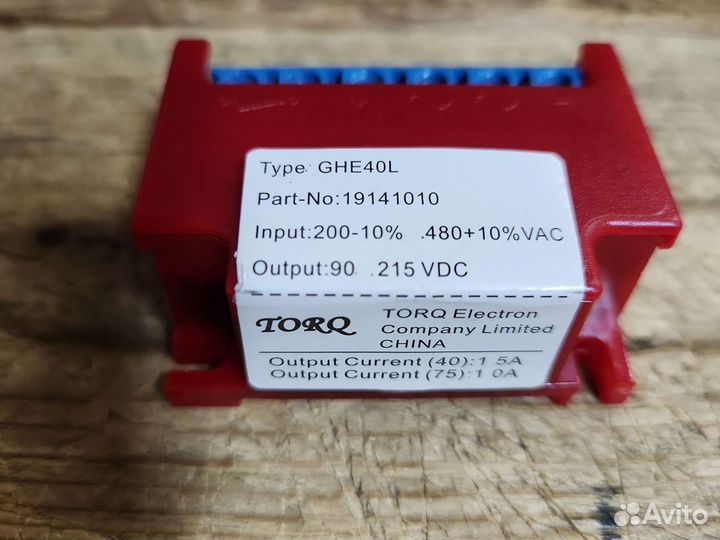 Type GHE40L
Part-No:19141010
Input:200-10% .480+10%VAC
Output:90 .215 VDC
TORQ
TORQ Electron
Company Limited
CHINA
Output Current (40):1 5A
Output Current (75):1 0A
Avito